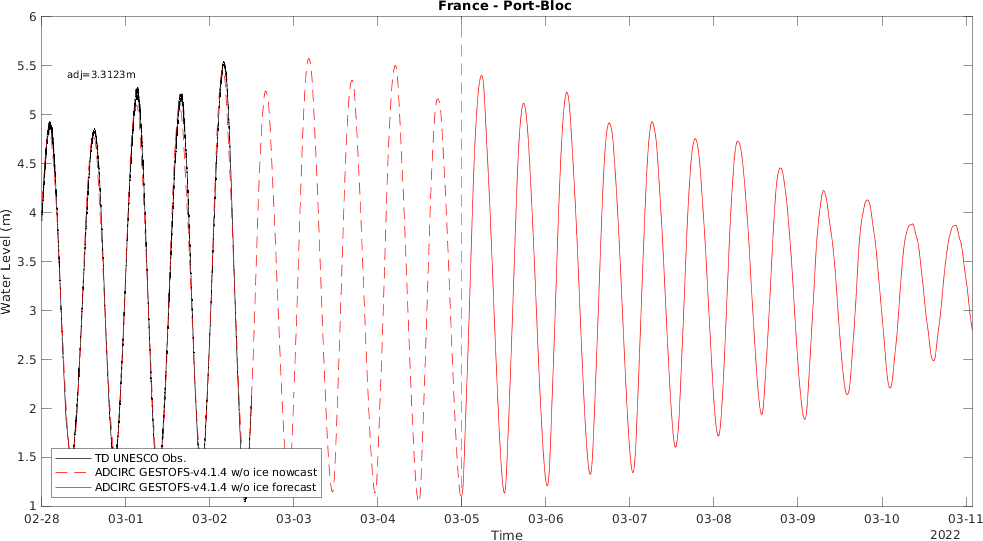 France - Port-Bloc
adj=3.3123m
Water Level (m)
6
5.5
5
4.5
4
3.5
3
2.5
2
1.5
1
TD UNESCO Obs.
ADCIRC GESTOFS-v4.1.4 w/o ice nowcast
ADCIRC GESTOFS-v4.1.4 w/o ice forecast
02-28 03-01 03-02 03-03 03-04 03-05 03-06 03-07 03-08 03-09 03-10 03-11
Time
2022